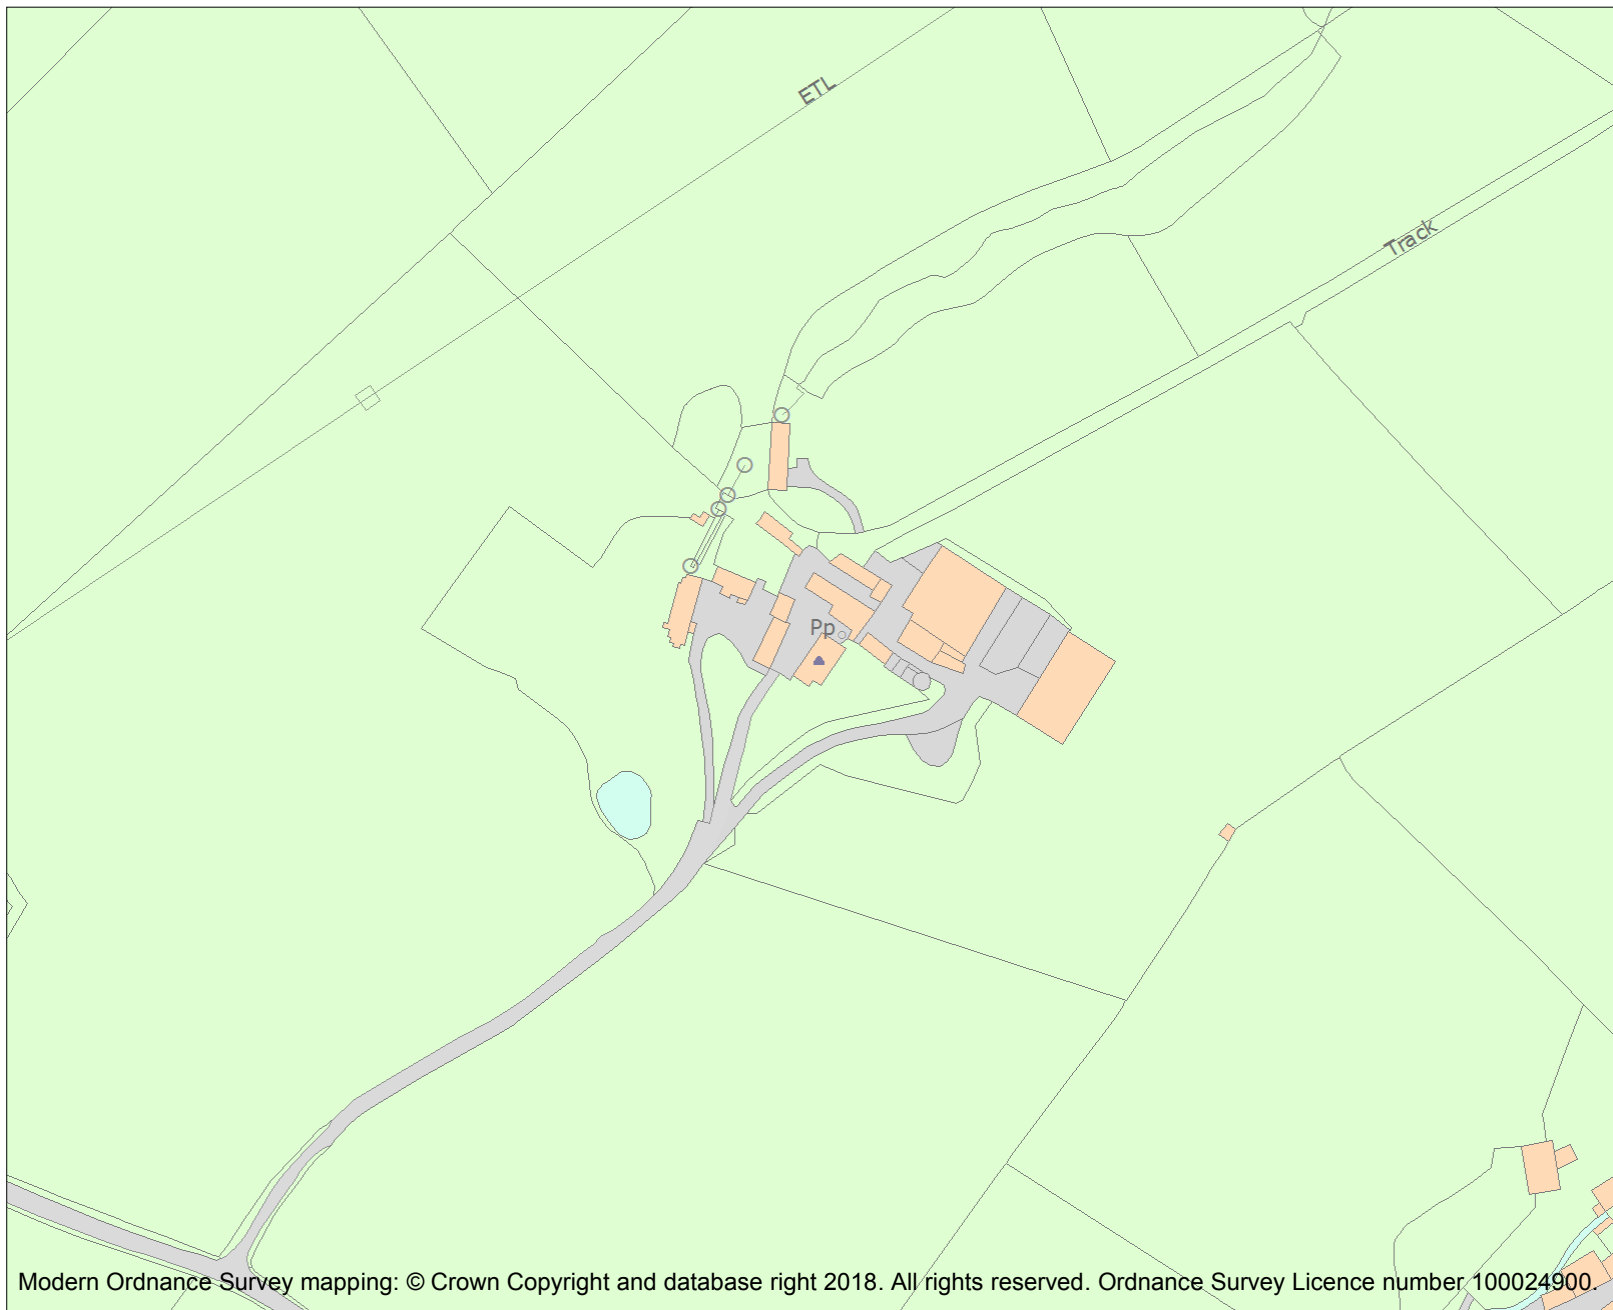 ETL
Track
Pp
Modern Ordnance Survey mapping: © Crown Copyright and database right 2018. All rights reserved. Ordnance Survey Licence number 100024900.